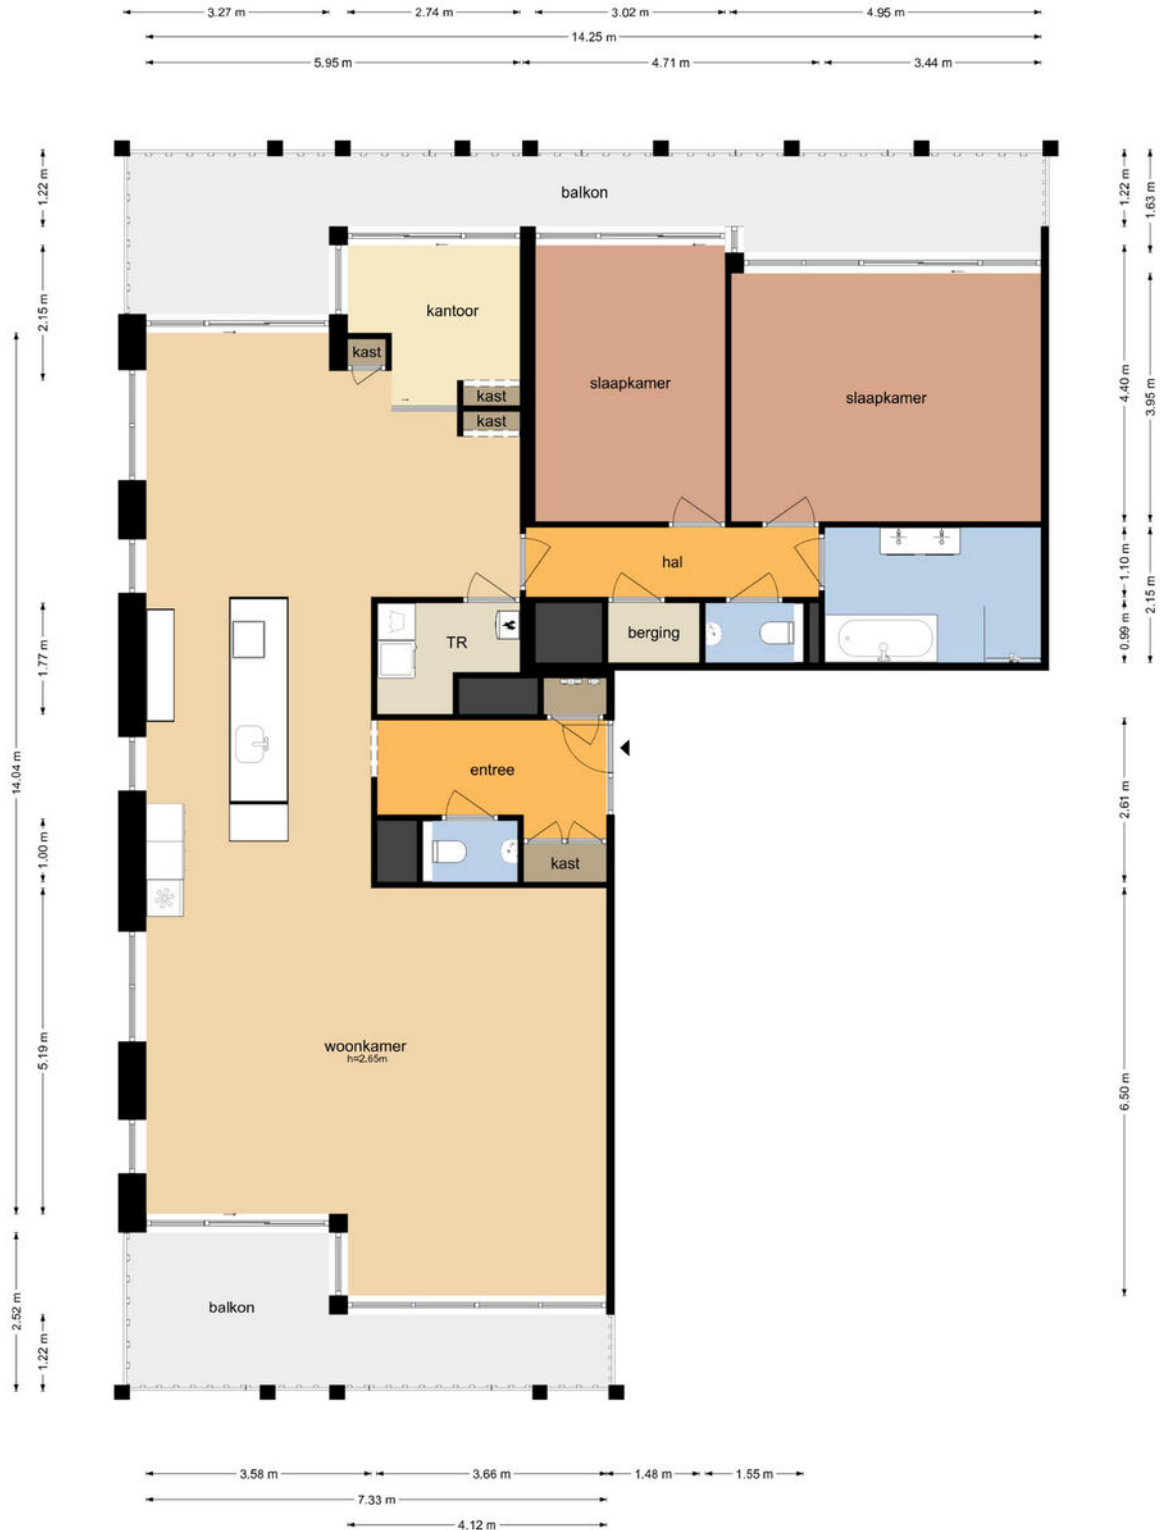 3.27 m
2.74 m
3.02 m
4.95 m
14.25 m
5.95 m
4.71 m
3.44 m
1.22 m
1.22 m
1.63 m
balkon
2.15 m
kantoor
kast
kast
kast
slaapkamer
slaapkamer
4.40 m
3.95 m
hal
1.10 m
2.15 m
0.99 m
TR
berging
1.77 m
14.04 m
entree
2.61 m
1.00 m
kast
woonkamer
h=2.65m
5.19 m
6.50 m
balkon
2.52 m
1.22 m
3.58 m
3.66 m
1.48 m
1.55 m
7.33 m
4.12 m